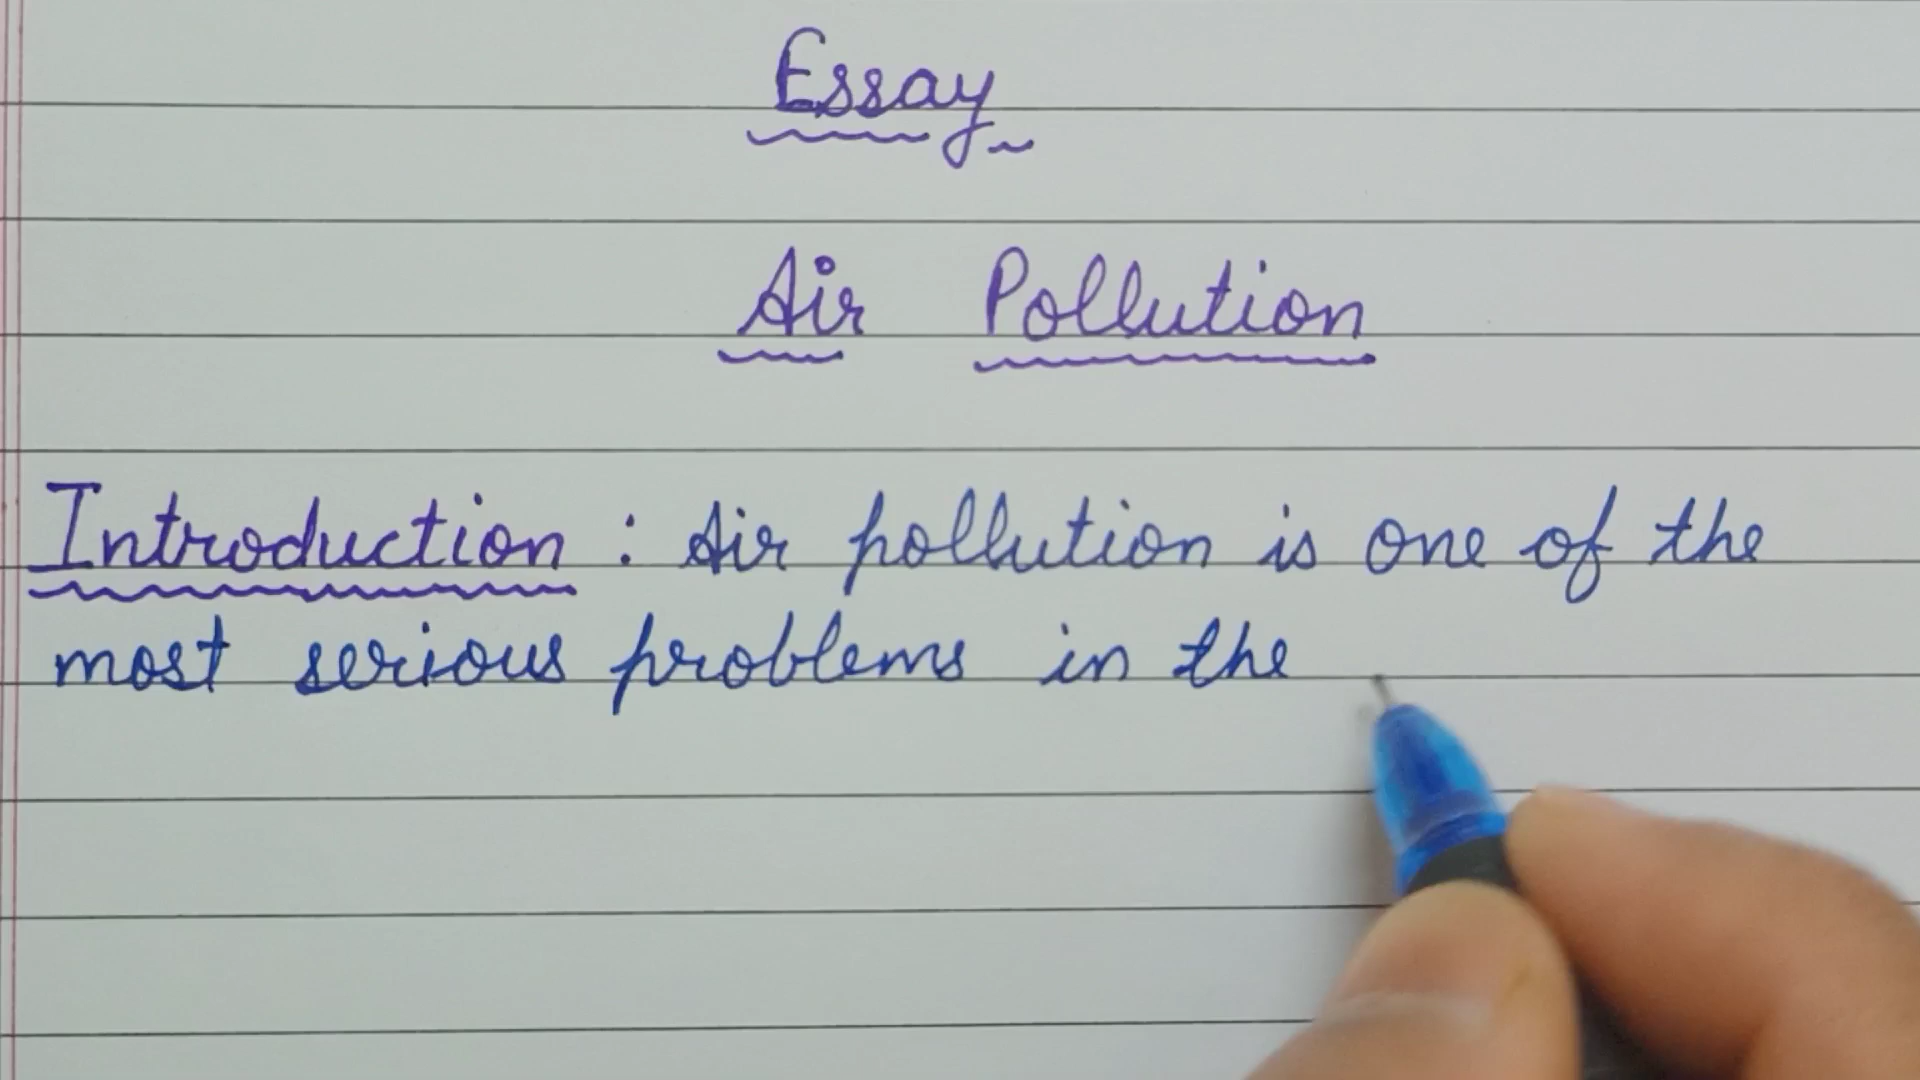 Essay
Air Pollution
Introduction : Air pollution is one of the
most serious problems in the